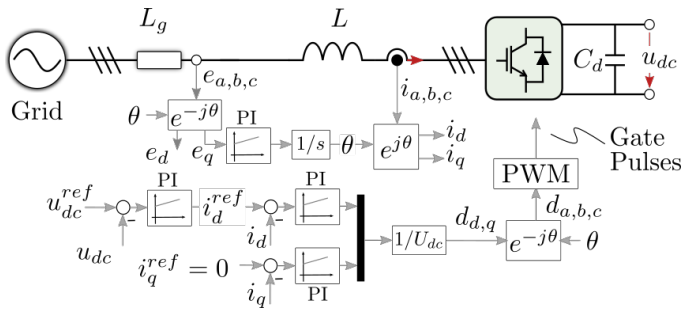 L_g
L
C_d
u_{dc}
Grid
e_{a,b,c}
i_{a,b,c}
θ
e^{-jθ}
PI
1/s
θ
e^{jθ}
i_d
i_q
e_d
e_q
Gate
Pulses
PWM
u_{dc}^{ref}
-
u_{dc}
PI
i_d^{ref}
-
i_d
PI
i_q^{ref} = 0
-
i_q
PI
1/U_{dc}
d_{d,q}
d_{a,b,c}
e^{-jθ}
θ